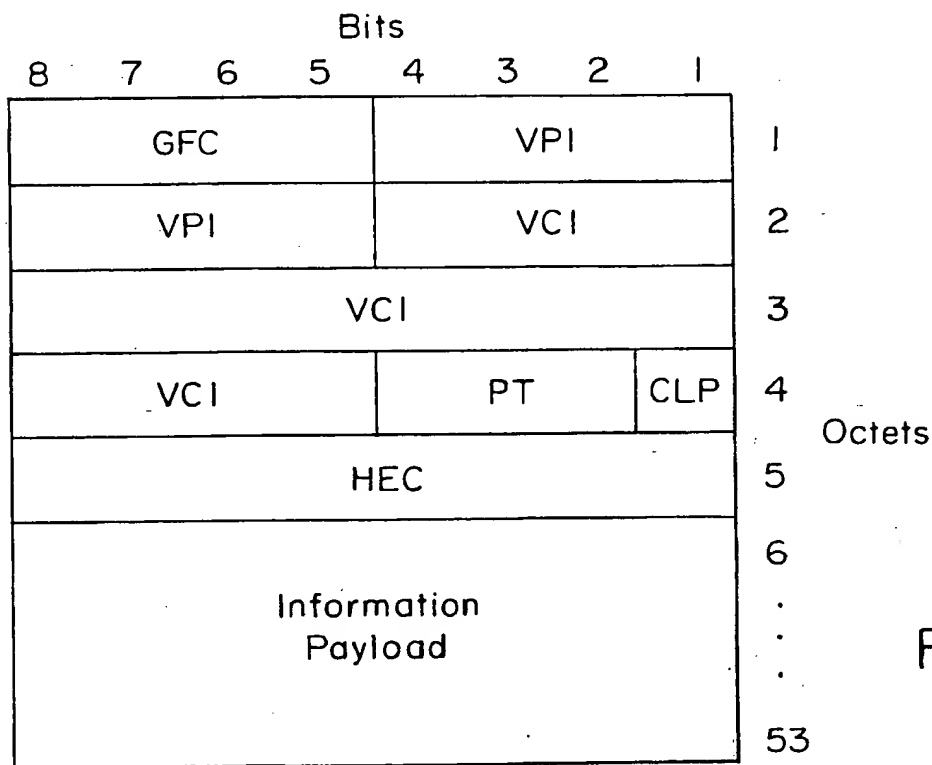 Bits
8 7 6 5 4 3 2 1
GFC VPI 1
VPI VCI 2
VCI 3
VCI PT CLP 4
Octets
HEC 5
6
Information
Payload
.
.
.
F
53